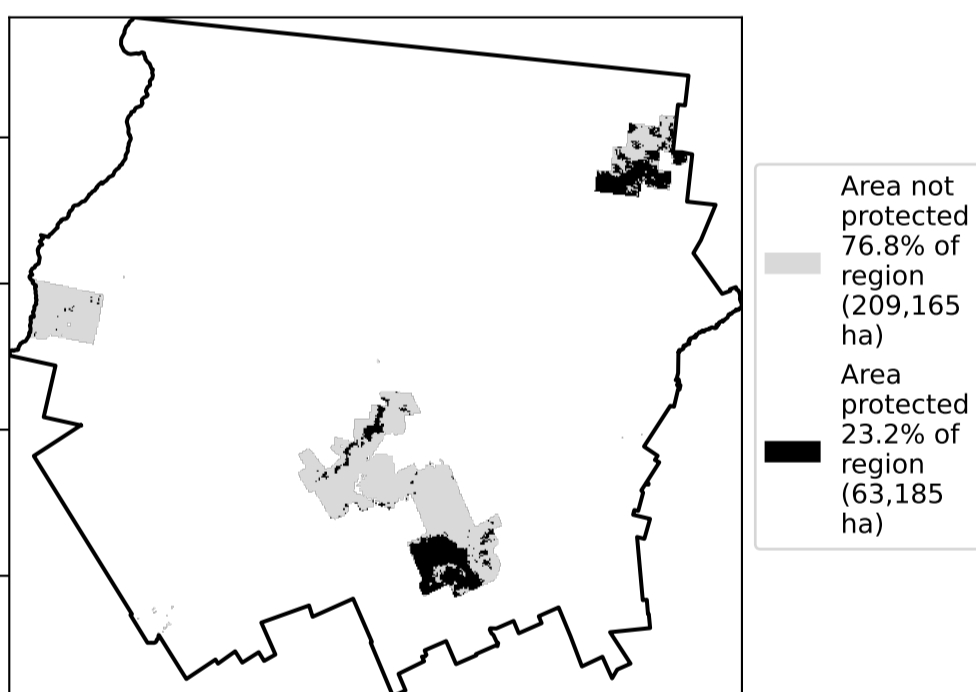 Area not
protected
76.8% of
region
(209,165
ha)
Area
protected
23.2% of
region
(63,185
ha)